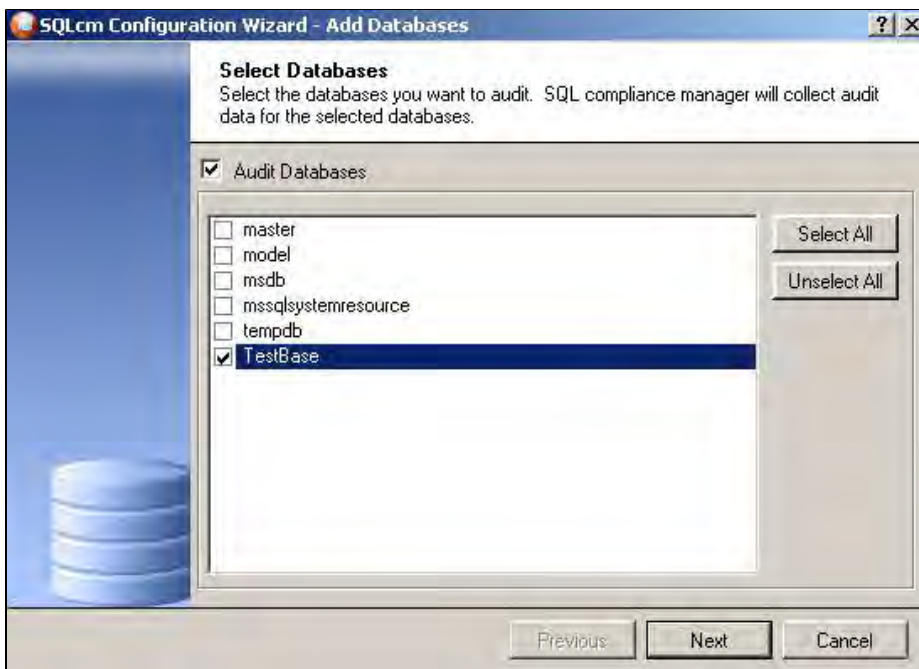 SQLcm Configuration Wizard - Add Databases
Select Databases
Select the databases you want to audit. SQL compliance manager will collect audit
data for the selected databases.
Audit Databases
master
model
msdb
mssqlsystemresource
tempdb
TestBase
Select All
Unselect All
Previous
Next
Cancel